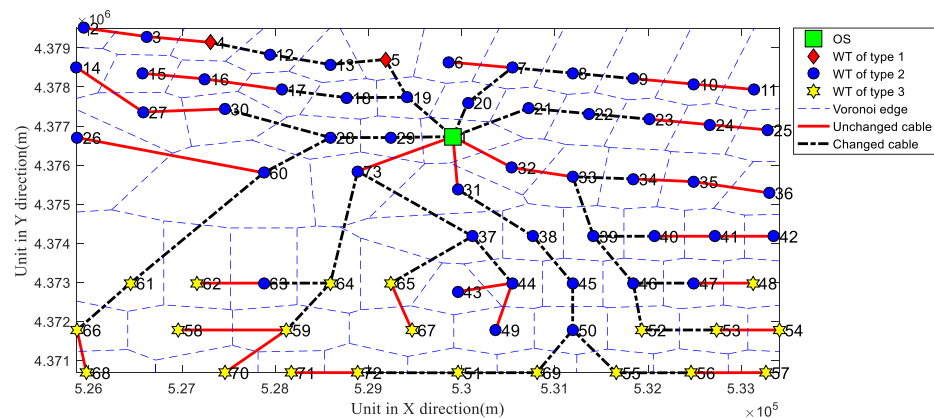 ×10⁶
4.379
4.378
4.377
4.376
4.375
4.374
4.373
4.372
4.371
Unit in Y direction(m)
2 3 4 12 13 5 6 7 8 9 10 11
14 15 16 17 18 19 20 21 22 23 24 25
27 30 28 29
26 60 73 31 32 33 34 35 36
37 38 39 40 41 42
61 62 63 64 65 43 44 45 46 47 48
66 58 59 67 49 50 52 53 54
68 70 71 72 51 69 55 56 57
5.26 5.27 5.28 5.29 5.3 5.31 5.32 5.33
Unit in X direction(m)
×10⁵
OS
WT of type 1
WT of type 2
WT of type 3
Voronoi edge
Unchanged cable
Changed cable